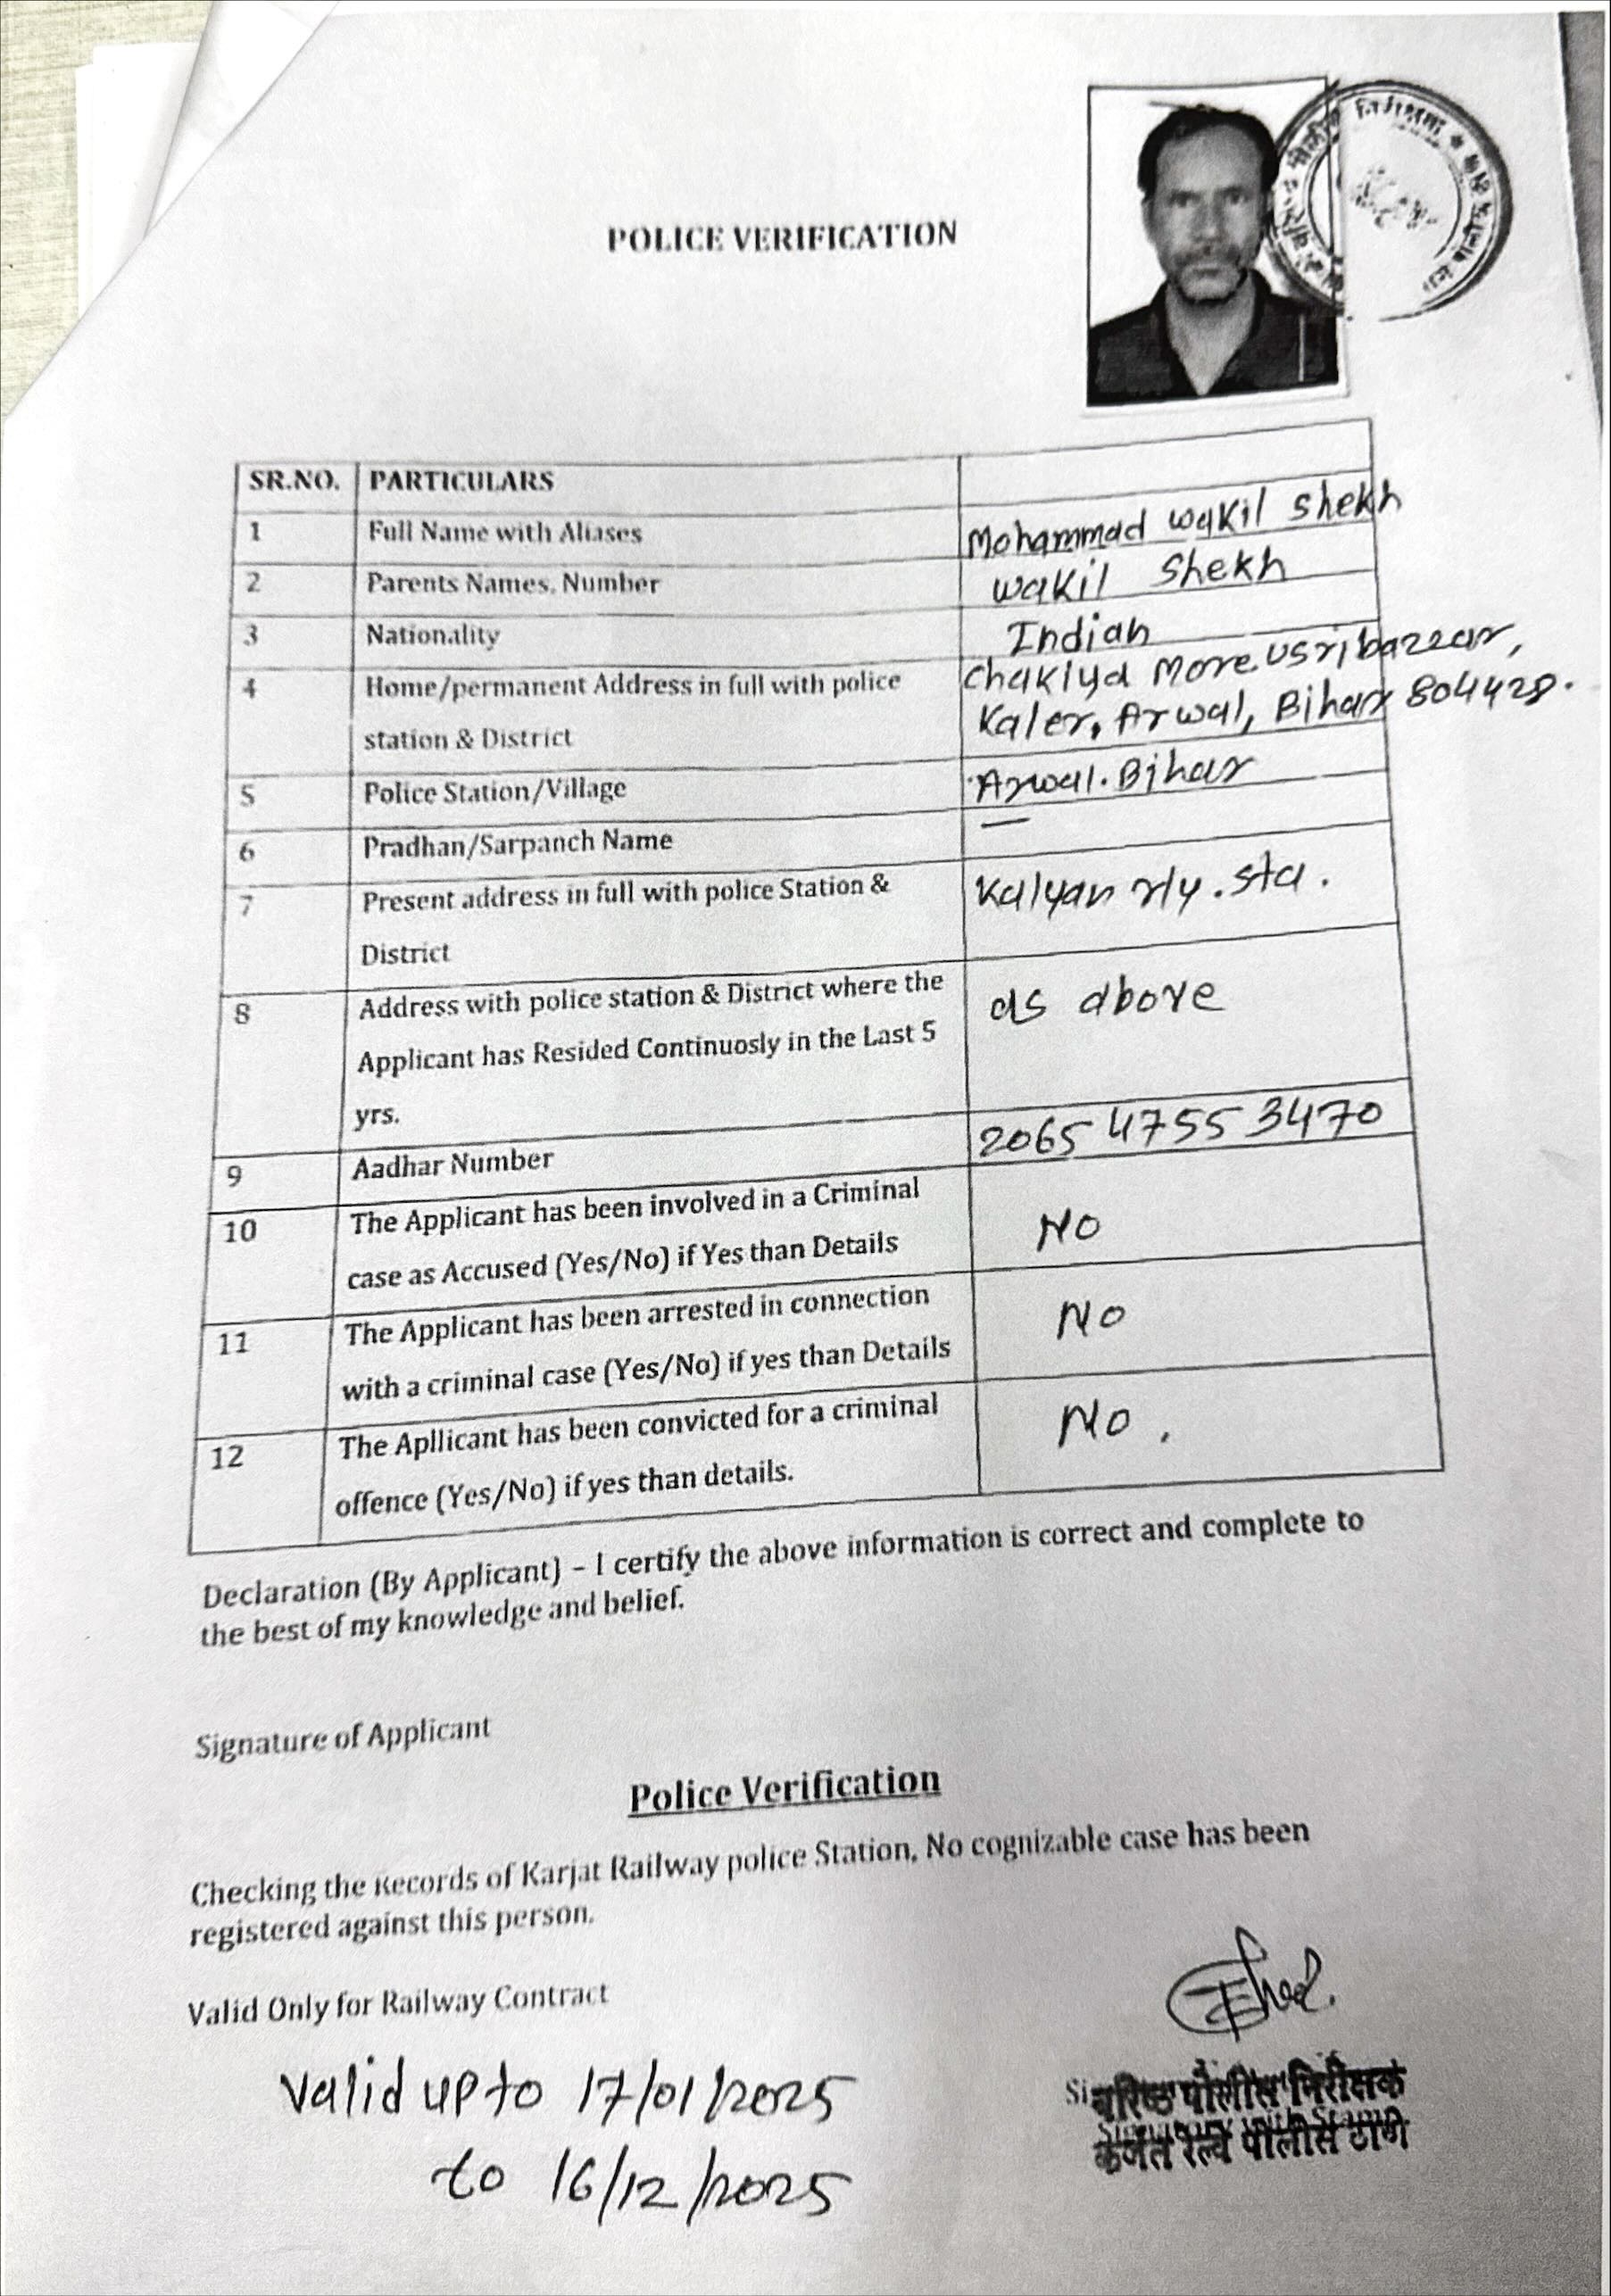 POLICE VERIFICATION
SR.NO. PARTICULARS
1 Full Name with Aliases Mohammad wakil Shekh
2 Parents Names, Number wakil Shekh
3 Nationality Indian
4 Home/permanent Address in full with police chaklya More usri bazzar,
station & District Kaler, Arwal, Bihar 804428.
5 Police Station/Village Arwal. Bihar
6 Pradhan/Sarpanch Name —
7 Present address in full with police Station & Kalyan rly. sta.
District
8 Address with police station & District where the as above
Applicant has Resided Continuosly in the Last 5
yrs.
9 Aadhar Number 2065 4755 3470
10 The Applicant has been involved in a Criminal No
case as Accused (Yes/No) if Yes than Details
11 The Applicant has been arrested in connection No
with a criminal case (Yes/No) if yes than Details
12 The Apllicant has been convicted for a criminal No.
offence (Yes/No) if yes than details.
Declaration (By Applicant) – I certify the above information is correct and complete to
the best of my knowledge and belief.
Signature of Applicant
Police Verification
Checking the Records of Karjat Railway police Station, No cognizable case has been
registered against this person.
Valid Only for Railway Contract
valid up to 17/01/2025
to 16/12/2025
वरिष्ठ पोलीस निरीक्षक
कर्जत रेल्वे पोलीस ठाणे